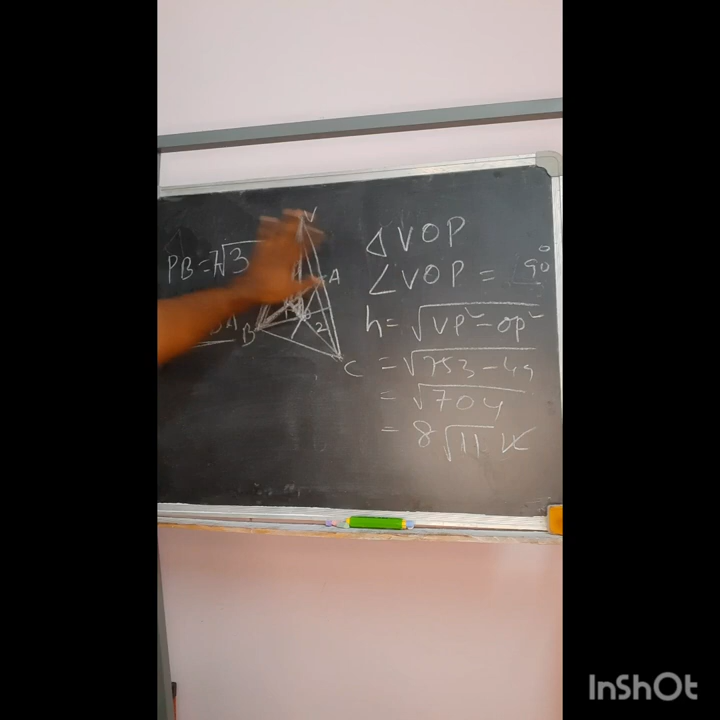 PB=7√3
V
A
B
2
C
△VOP
∠VOP = 90°
h=√VP²-OP²
=√753-49
=√704
= 8√11
InShOt